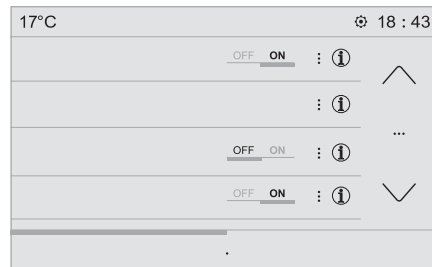 17°C 18 : 43
OFF ON : i
: i
OFF ON : i
...
OFF ON : i
.